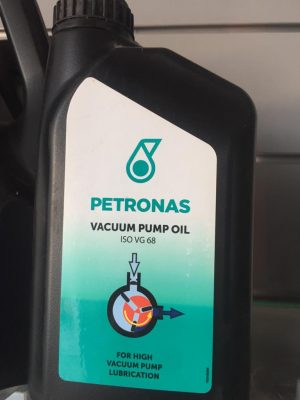 PETRONAS
VACUUM PUMP OIL
ISO VG 68
FOR HIGH
VACUUM PUMP
LUBRICATION